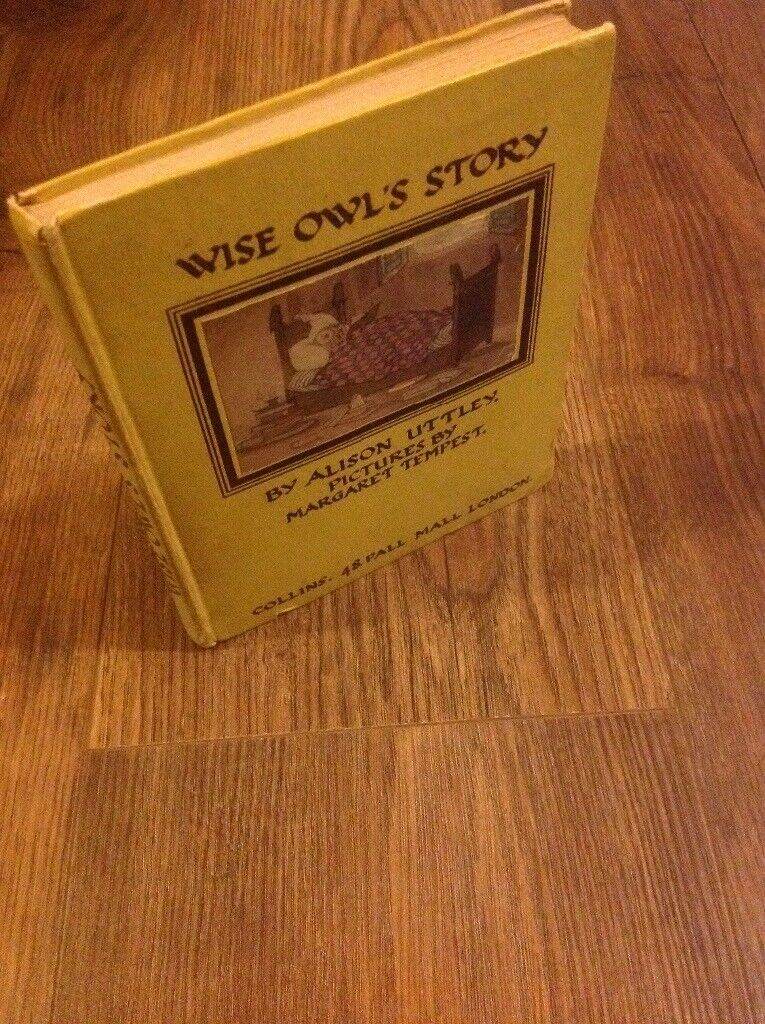 WISE OWL'S STORY
BY ALISON UTTLEY.
PICTURES BY
MARGARET TEMPEST.
COLLINS. 48 PALL MALL LONDON.